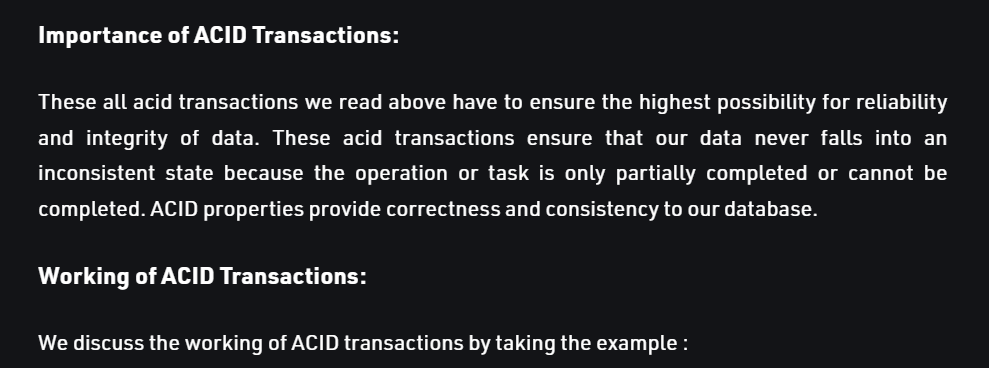 Importance of ACID Transactions:
These all acid transactions we read above have to ensure the highest possibility for reliability
and integrity of data. These acid transactions ensure that our data never falls into an
inconsistent state because the operation or task is only partially completed or cannot be
completed. ACID properties provide correctness and consistency to our database.
Working of ACID Transactions:
We discuss the working of ACID transactions by taking the example :